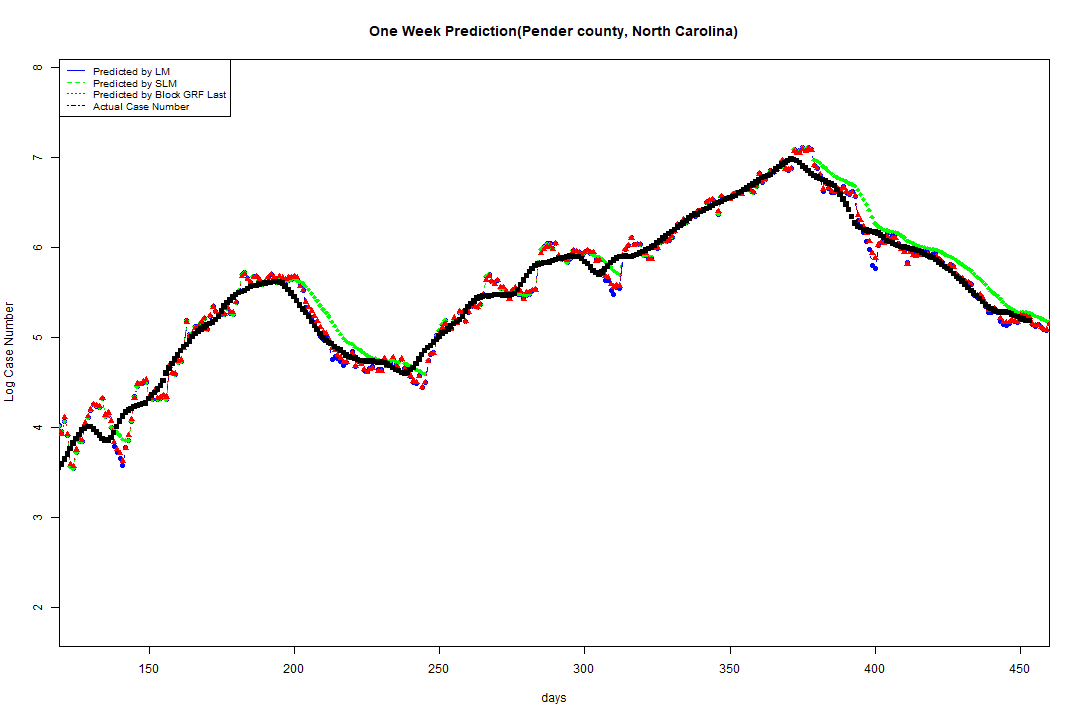 One Week Prediction(Pender county, North Carolina)
Predicted by LM
Predicted by SLM
Predicted by Block GRF Last
Actual Case Number
8
7
6
5
4
3
2
Log Case Number
150 200 250 300 350 400 450
days